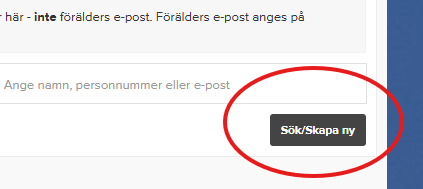 här - inte förälders e-post. Förälders e-post anges på
Ange namn, personnummer eller e-post
Sök/Skapa ny